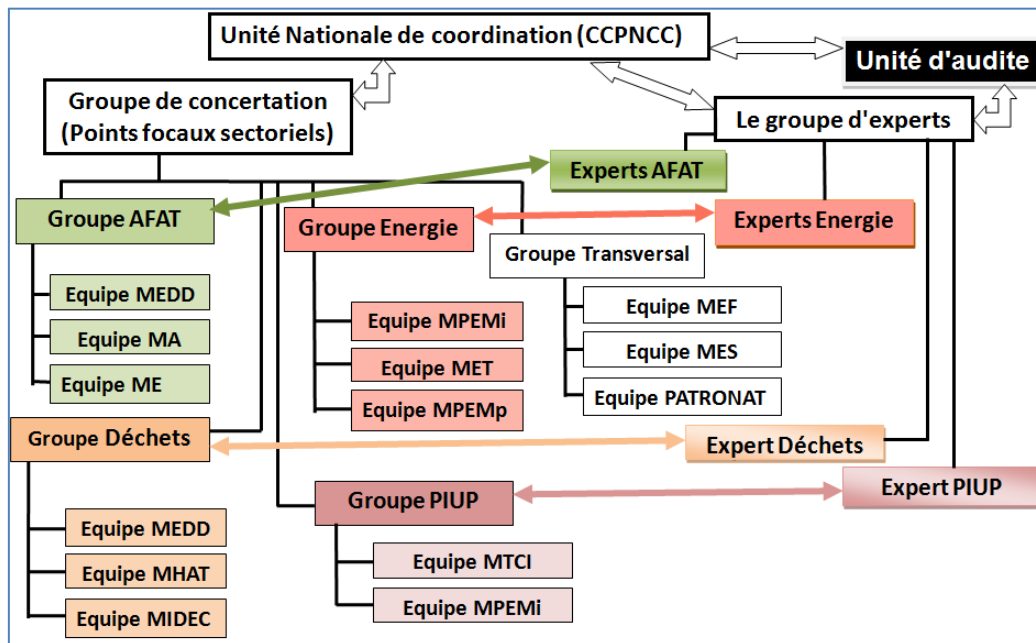 Unité Nationale de coordination (CCPNCC)
Unité d'audite
Groupe de concertation
(Points focaux sectoriels)
Le groupe d'experts
Experts AFAT
Groupe AFAT
Groupe Energie
Experts Energie
Groupe Transversal
Equipe MEDD
Equipe MA
Equipe ME
Equipe MPEMi
Equipe MET
Equipe MPEMp
Equipe MEF
Equipe MES
Equipe PATRONAT
Groupe Déchets
Expert Déchets
Groupe PIUP
Expert PIUP
Equipe MEDD
Equipe MHAT
Equipe MIDEC
Equipe MTCI
Equipe MPEMi